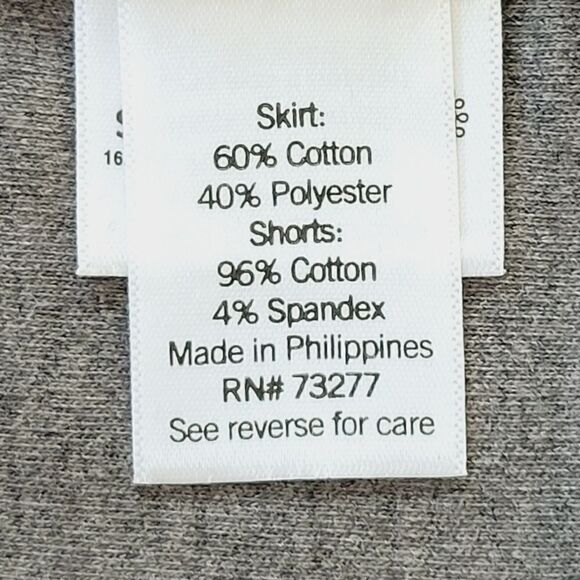 Skirt:
60% Cotton
40% Polyester
Shorts:
96% Cotton
4% Spandex
Made in Philippines
RN# 73277
See reverse for care
16